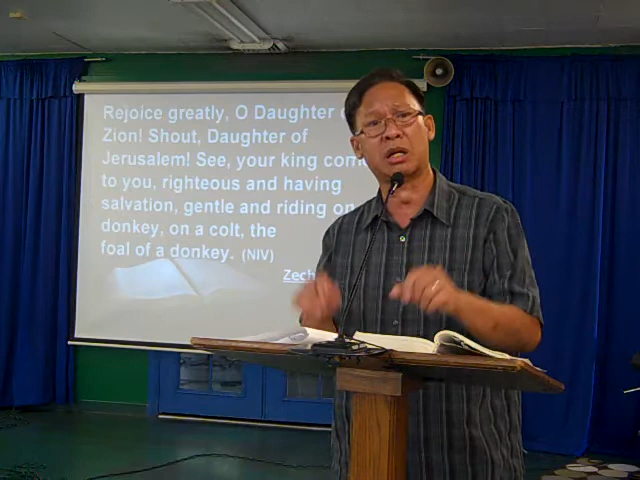 Rejoice greatly, O Daughter
Zion! Shout, Daughter of
Jerusalem! See, your king
to you, righteous and having
salvation, gentle and riding on
donkey, on a colt, the
foal of a donkey. (NIV)
Zech